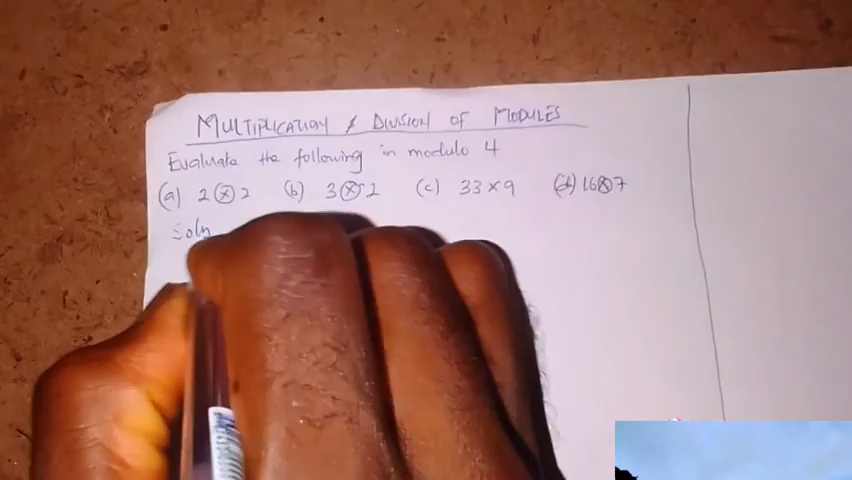 MULTIPLICATION & DIVISION OF MODULES
Evaluate the following in modulo 4
(a) 2 ⊗ 2 (b) 3 ⊗ 2 (c) 33 × 9 (d) 16 ⊗ 7
Soln